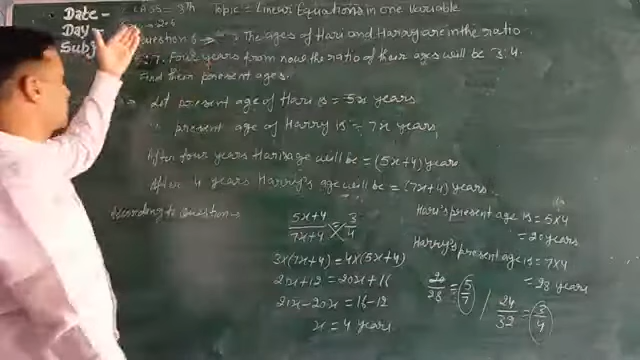 Date-
Day-
Subj
CLASS = 8th Topic = Linear Equations in one variable
Question 6 → The ages of Hari and Harry are in the ratio
5:7. Four years from now the ratio of their ages will be 3:4.
Find their present ages.
Let present age of Hari is = 5x years
∴ present age of Harry is = 7x years,
After four years Hari's age will be = (5x+4) years
After 4 years Harry's age will be = (7x+4) years.
According to question →
5x+4/7x+4 = 3/4
3×(7x+4) = 4×(5x+4)
21x+12 = 20x+16
21x-20x = 16-12
x = 4 years
Hari's present age is = 5×4
= 20 years
Harry's present age is = 7×4
= 28 years
20/28 = 5/7 / 24/32 = 3/4